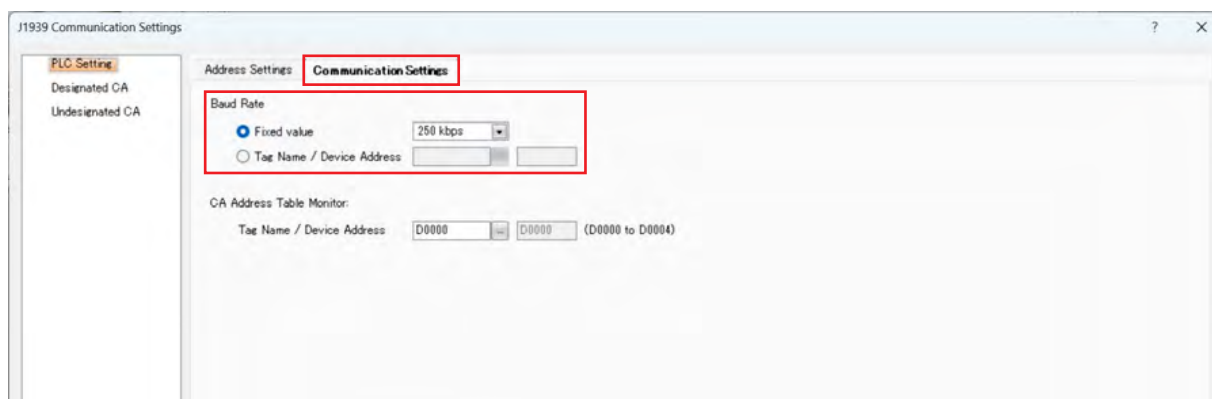 J1939 Communication Settings ? ×
PLC Setting
Designated CA
Undesignated CA
Address Settings Communication Settings
Baud Rate
Fixed value 250 kbps
Tag Name / Device Address
CA Address Table Monitor:
Tag Name / Device Address D0000 ... D0000 (D0000 to D0004)